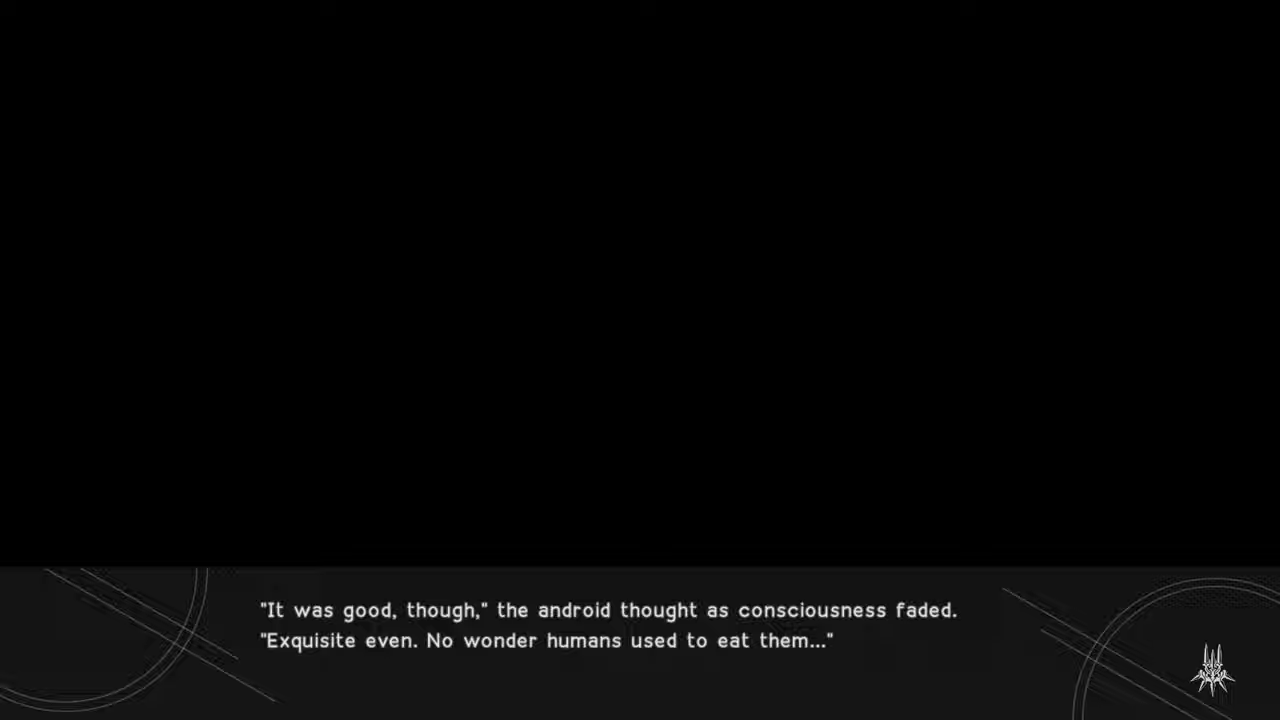 "It was good, though," the android thought as consciousness faded.
"Exquisite even. No wonder humans used to eat them..."